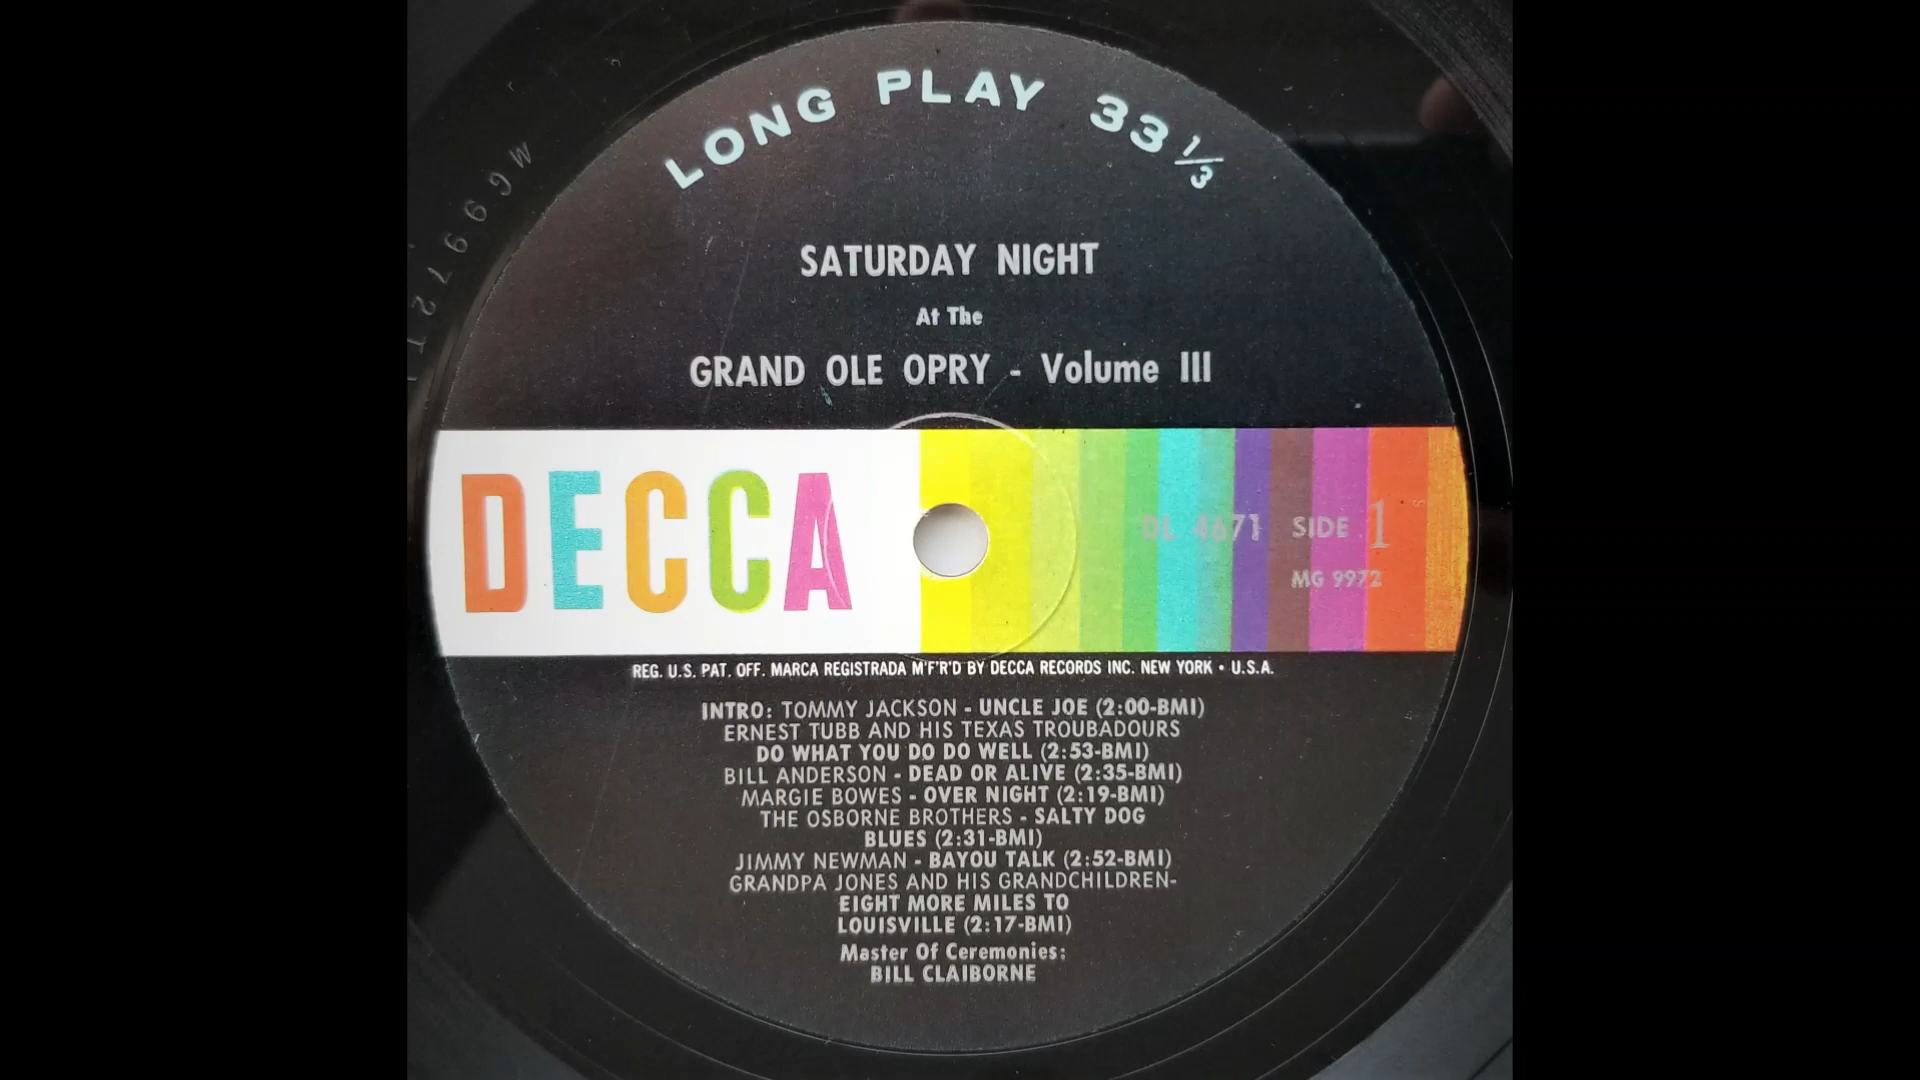 LONG PLAY 33 1/3
SATURDAY NIGHT
At The
GRAND OLE OPRY - Volume III
DECCA
DL 4671 SIDE 1
MG 9972
REG. U.S. PAT. OFF. MARCA REGISTRADA M'F'R'D BY DECCA RECORDS INC. NEW YORK • U.S.A.
INTRO: TOMMY JACKSON - UNCLE JOE (2:00-BMI)
ERNEST TUBB AND HIS TEXAS TROUBADOURS
DO WHAT YOU DO DO WELL (2:53-BMI)
BILL ANDERSON - DEAD OR ALIVE (2:35-BMI)
MARGIE BOWES - OVER NIGHT (2:19-BMI)
THE OSBORNE BROTHERS - SALTY DOG
BLUES (2:31-BMI)
JIMMY NEWMAN - BAYOU TALK (2:52-BMI)
GRANDPA JONES AND HIS GRANDCHILDREN-
EIGHT MORE MILES TO
LOUISVILLE (2:17-BMI)
Master Of Ceremonies:
BILL CLAIBORNE